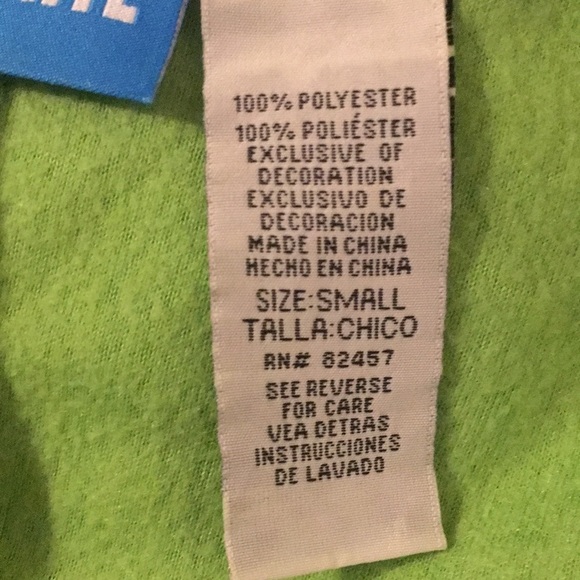 100% POLYESTER
100% POLIÉSTER
EXCLUSIVE OF
DECORATION
EXCLUSIVO DE
DECORACION
MADE IN CHINA
HECHO EN CHINA
SIZE:SMALL
TALLA:CHICO
RN# 82457
SEE REVERSE
FOR CARE
VEA DETRAS
INSTRUCCIONES
DE LAVADO